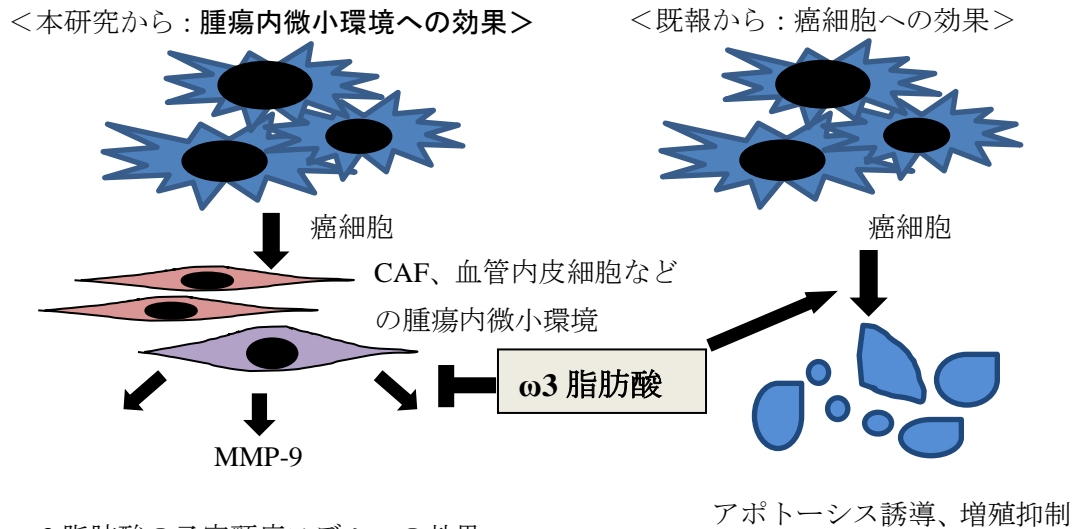 ＜本研究から：腫瘍内微小環境への効果＞
＜既報から：癌細胞への効果＞
癌細胞
癌細胞
CAF、血管内皮細胞など
の腫瘍内微小環境
ω3 脂肪酸
MMP-9
アポトーシス誘導、増殖抑制